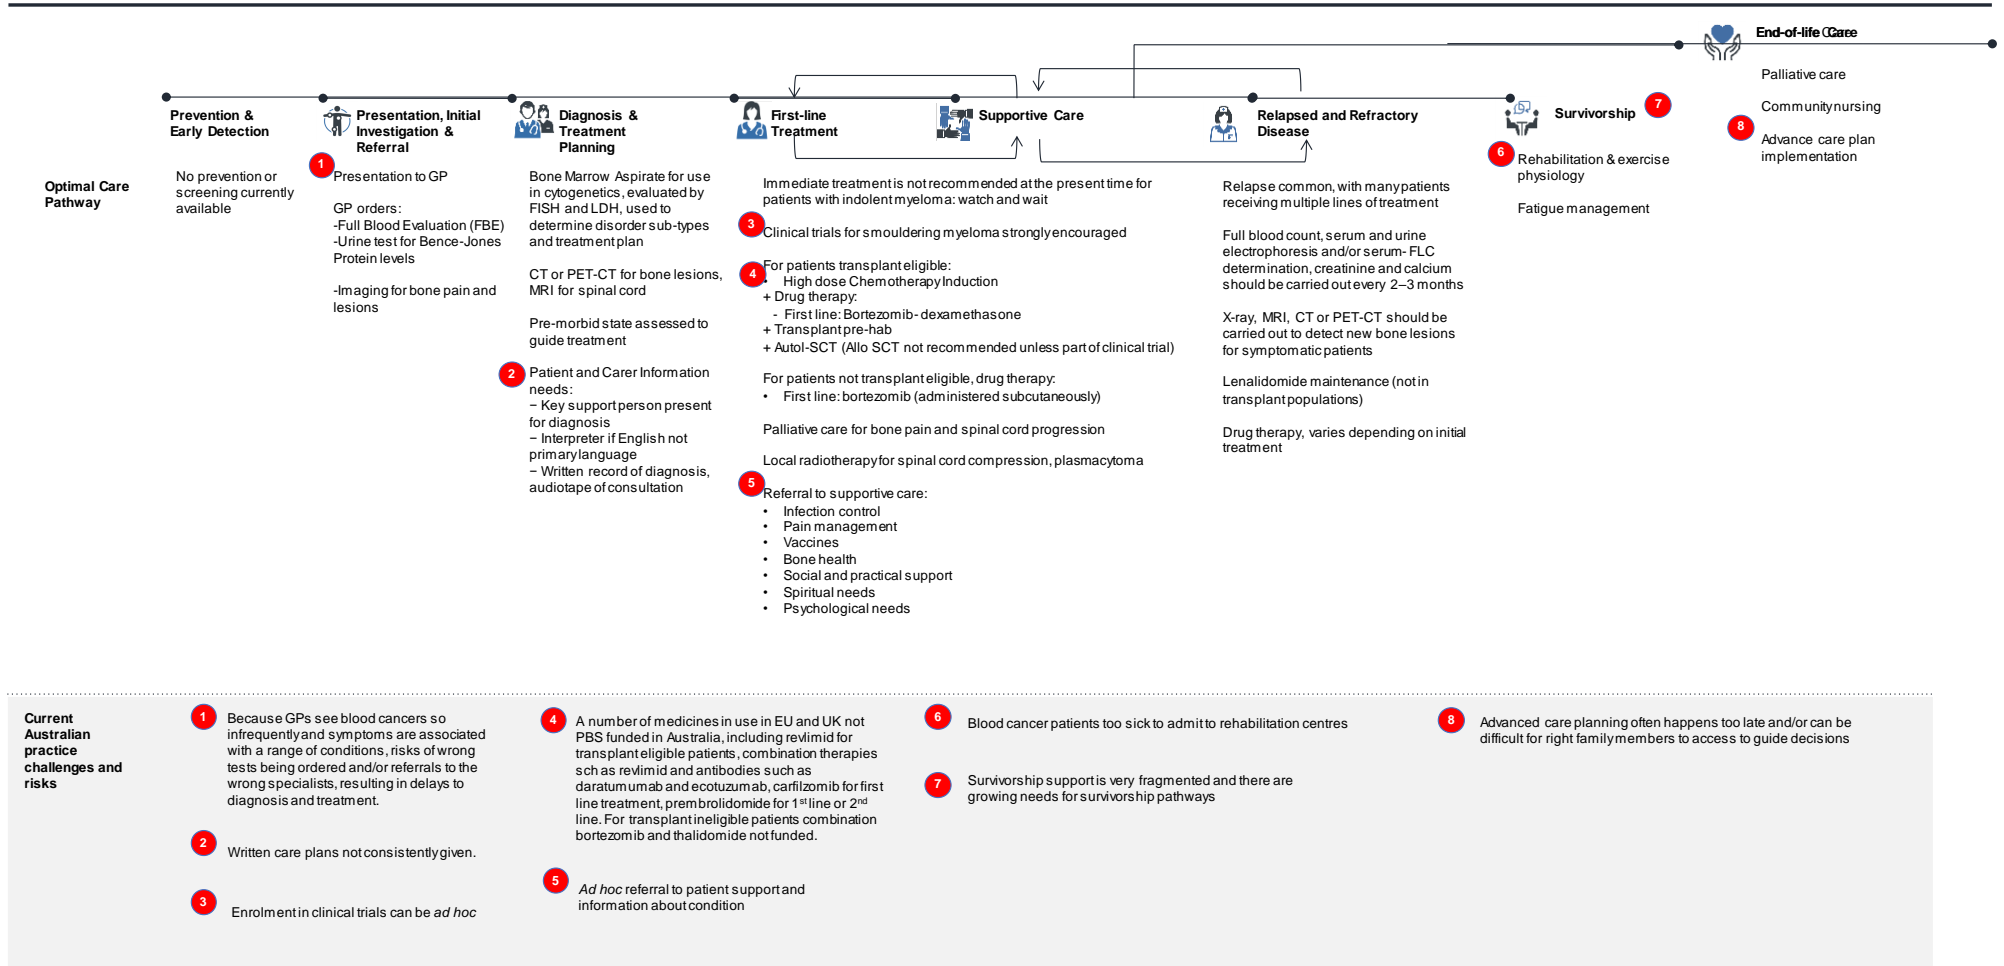 End-of-life Care
Palliative care
Community nursing
8
Advance care plan
implementation
Prevention &
Early Detection
No prevention or
screening currently
available
Presentation, Initial
Investigation &
Referral
1
Presentation to GP
GP orders:
-Full Blood Evaluation (FBE)
-Urine test for Bence-Jones
Protein levels
-Imaging for bone pain and
lesions
Diagnosis &
Treatment
Planning
Bone Marrow Aspirate for use
in cytogenetics, evaluated by
FISH and LDH, used to
determine disorder sub-types
and treatment plan
CT or PET-CT for bone lesions,
MRI for spinal cord
Pre-morbid state assessed to
guide treatment
2
Patient and Carer Information
needs:
− Key support person present
for diagnosis
− Interpreter if English not
primary language
− Written record of diagnosis,
audiotape of consultation
First-line
Treatment
Supportive Care
Immediate treatment is not recommended at the present time for
patients with indolent myeloma: watch and wait
3
Clinical trials for smouldering myeloma strongly encouraged
4
For patients transplant eligible:
• High dose Chemotherapy Induction
+ Drug therapy:
- First line: Bortezomib- dexamethasone
+ Transplant pre-hab
+ Autol-SCT (Allo SCT not recommended unless part of clinical trial)
For patients not transplant eligible, drug therapy:
• First line: bortezomib (administered subcutaneously)
Palliative care for bone pain and spinal cord progression
Local radiotherapy for spinal cord compression, plasmacytoma
5
Referral to supportive care:
• Infection control
• Pain management
• Vaccines
• Bone health
• Social and practical support
• Spiritual needs
• Psychological needs
Relapsed and Refractory
Disease
Relapse common, with many patients
receiving multiple lines of treatment
Full blood count, serum and urine
electrophoresis and/or serum- FLC
determination, creatinine and calcium
should be carried out every 2–3 months
X-ray, MRI, CT or PET-CT should be
carried out to detect new bone lesions
for symptomatic patients
Lenalidomide maintenance (not in
transplant populations)
Drug therapy, varies depending on initial
treatment
Survivorship
7
6
Rehabilitation & exercise
physiology
Fatigue management
Optimal Care
Pathway
Current
Australian
practice
challenges and
risks
1
Because GPs see blood cancers so
infrequently and symptoms are associated
with a range of conditions, risks of wrong
tests being ordered and/or referrals to the
wrong specialists, resulting in delays to
diagnosis and treatment.
2
Written care plans not consistently given.
3
Enrolment in clinical trials can be ad hoc
4
A number of medicines in use in EU and UK not
PBS funded in Australia, including revlimid for
transplant eligible patients, combination therapies
sch as revlimid and antibodies such as
daratumumab and ecotuzumab, carfilzomib for first
line treatment, prembrolidomide for 1st line or 2nd
line. For transplant ineligible patients combination
bortezomib and thalidomide not funded.
5
Ad hoc referral to patient support and
information about condition
6
Blood cancer patients too sick to admit to rehabilitation centres
7
Survivorship support is very fragmented and there are
growing needs for survivorship pathways
8
Advanced care planning often happens too late and/or can be
difficult for right family members to access to guide decisions